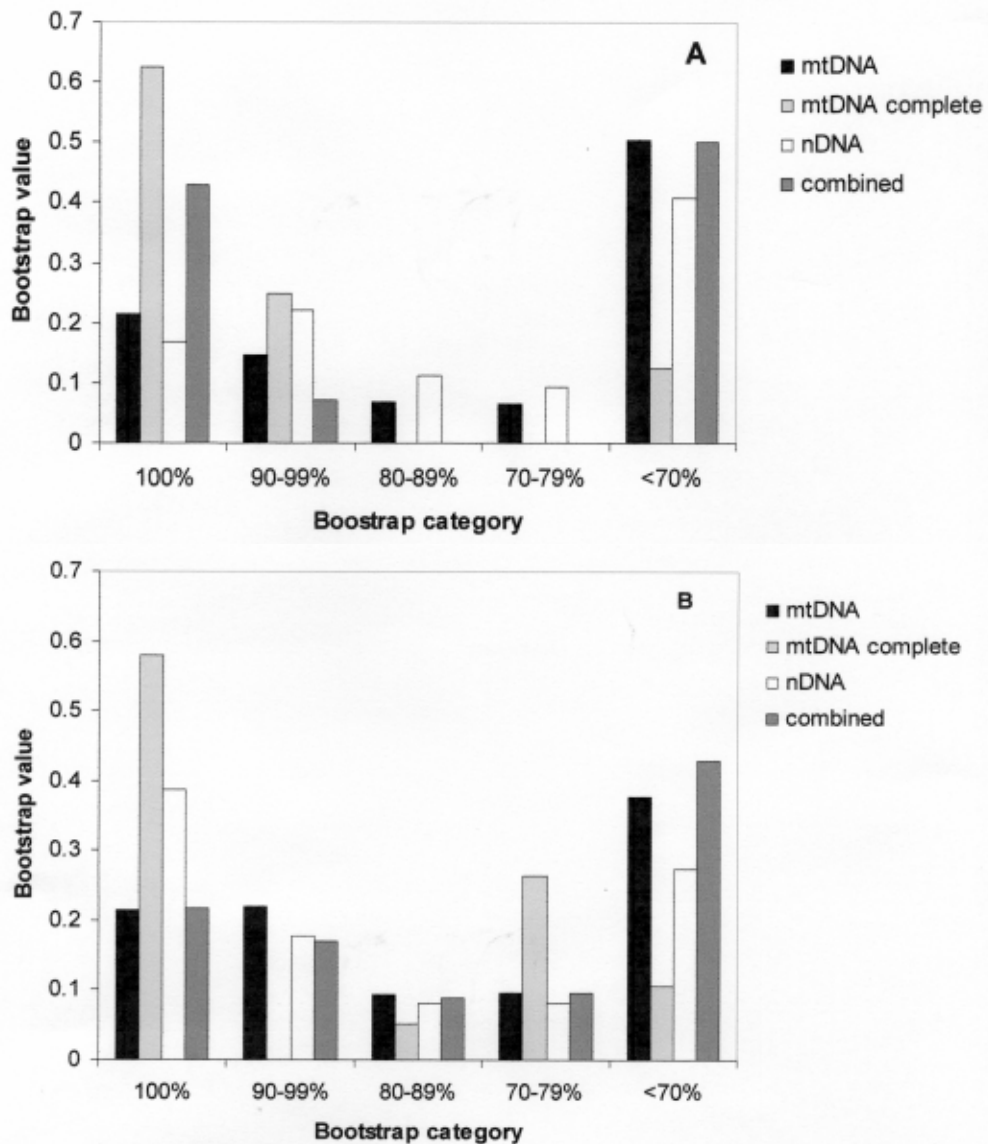 A
0.7
0.6
0.5
0.4
0.3
0.2
0.1
0
Bootstrap value
100% 90-99% 80-89% 70-79% <70%
Boostrap category
mtDNA
mtDNA complete
nDNA
combined
B
0.7
0.6
0.5
0.4
0.3
0.2
0.1
0
Bootstrap value
100% 90-99% 80-89% 70-79% <70%
Bootstrap category
mtDNA
mtDNA complete
nDNA
combined